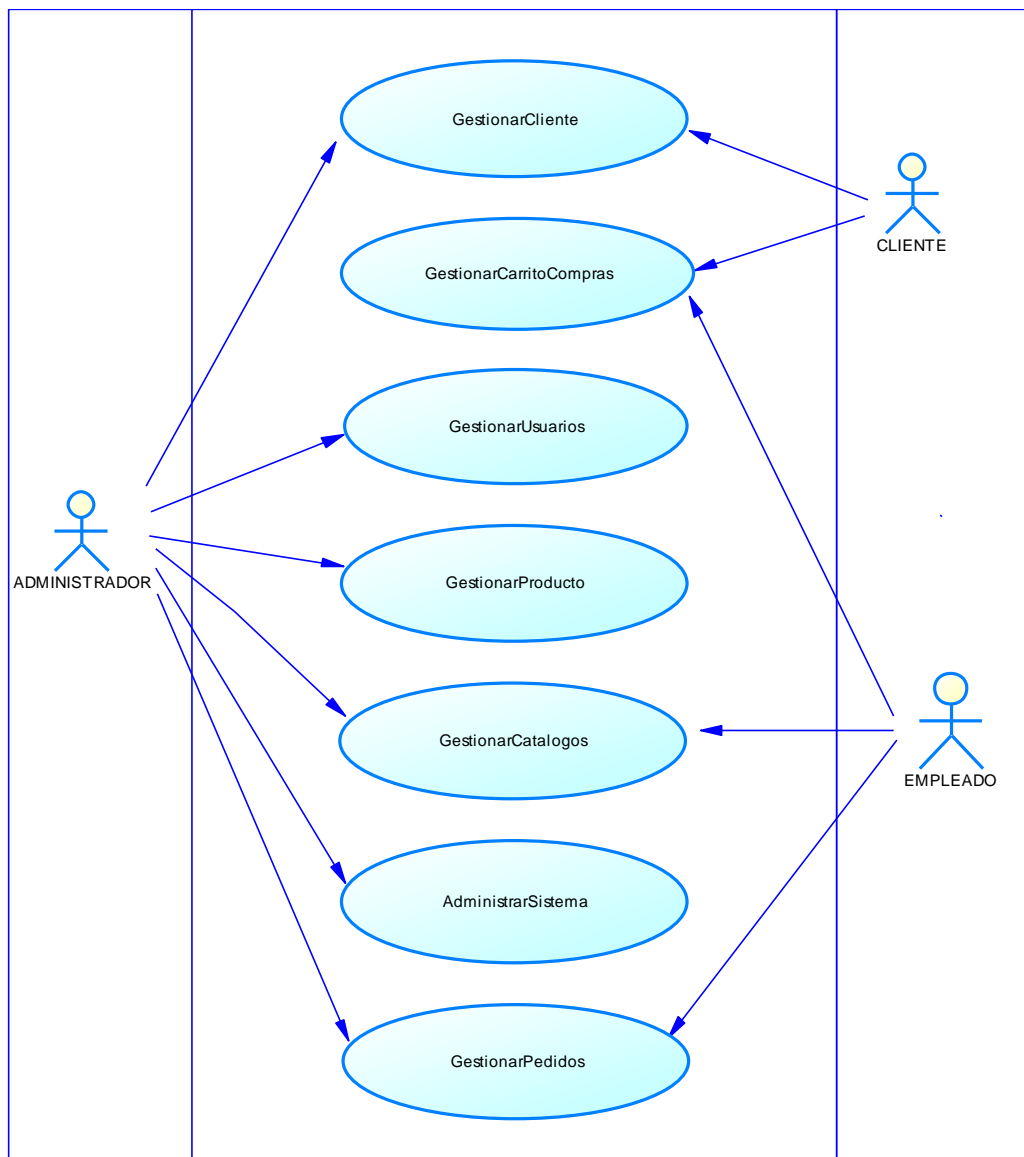 GestionarCliente
CLIENTE
GestionarCarritoCompras
GestionarUsuarios
ADMINISTRADOR
GestionarProducto
GestionarCatalogos
EMPLEADO
AdministrarSistema
GestionarPedidos